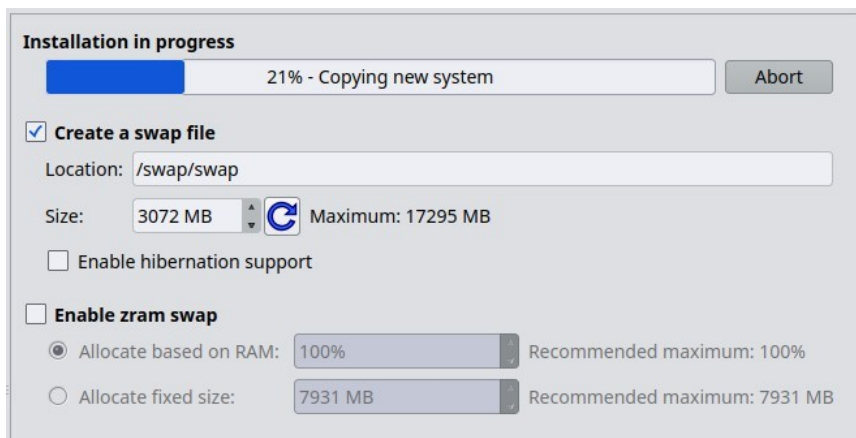 Installation in progress
21% - Copying new system Abort
Create a swap file
Location: /swap/swap
Size: 3072 MB Maximum: 17295 MB
Enable hibernation support
Enable zram swap
Allocate based on RAM: 100% Recommended maximum: 100%
Allocate fixed size: 7931 MB Recommended maximum: 7931 MB